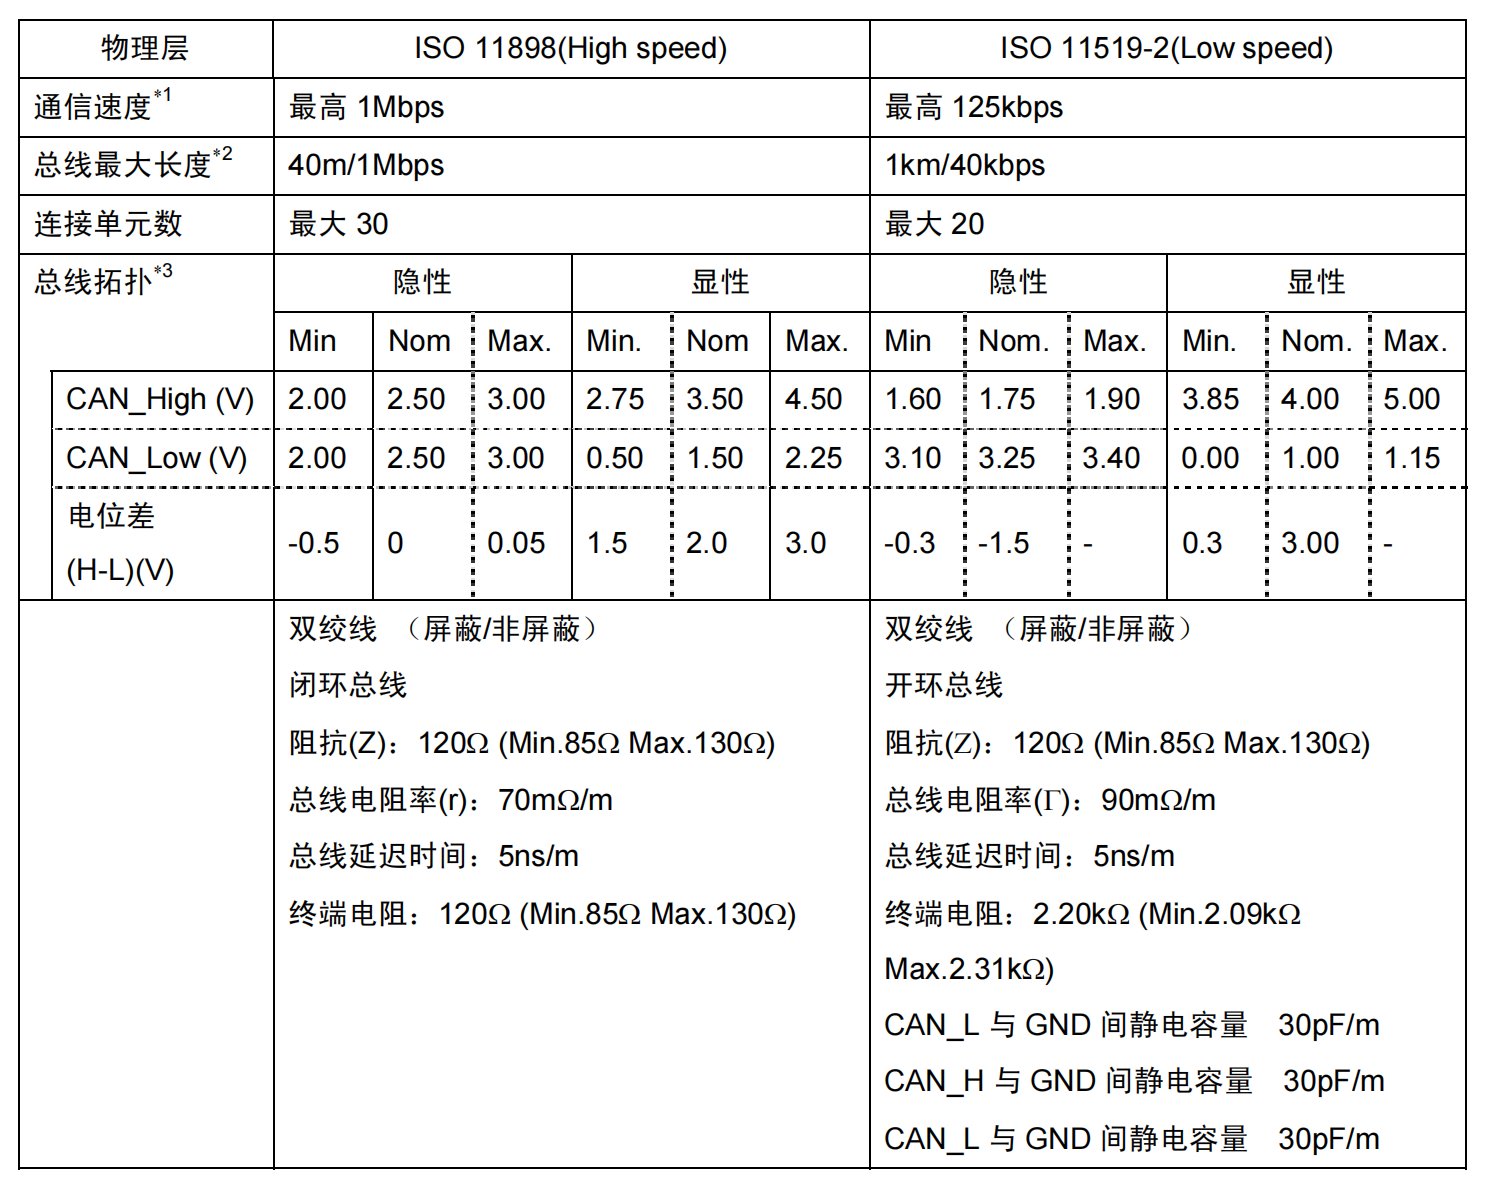 物理层 ISO 11898(High speed) ISO 11519-2(Low speed)
通信速度*1 最高 1Mbps 最高 125kbps
总线最大长度*2 40m/1Mbps 1km/40kbps
连接单元数 最大 30 最大 20
总线拓扑*3 隐性 显性 隐性 显性
Min Nom Max. Min. Nom Max. Min Nom. Max. Min. Nom. Max.
CAN_High (V) 2.00 2.50 3.00 2.75 3.50 4.50 1.60 1.75 1.90 3.85 4.00 5.00
CAN_Low (V) 2.00 2.50 3.00 0.50 1.50 2.25 3.10 3.25 3.40 0.00 1.00 1.15
电位差
(H-L)(V) -0.5 0 0.05 1.5 2.0 3.0 -0.3 -1.5 - 0.3 3.00 -
双绞线 （屏蔽/非屏蔽）
闭环总线
阻抗(Z)：120Ω (Min.85Ω Max.130Ω)
总线电阻率(r)：70mΩ/m
总线延迟时间：5ns/m
终端电阻：120Ω (Min.85Ω Max.130Ω)
双绞线 （屏蔽/非屏蔽）
开环总线
阻抗(Z)：120Ω (Min.85Ω Max.130Ω)
总线电阻率(Γ)：90mΩ/m
总线延迟时间：5ns/m
终端电阻：2.20kΩ (Min.2.09kΩ
Max.2.31kΩ)
CAN_L 与 GND 间静电容量 30pF/m
CAN_H 与 GND 间静电容量 30pF/m
CAN_L 与 GND 间静电容量 30pF/m